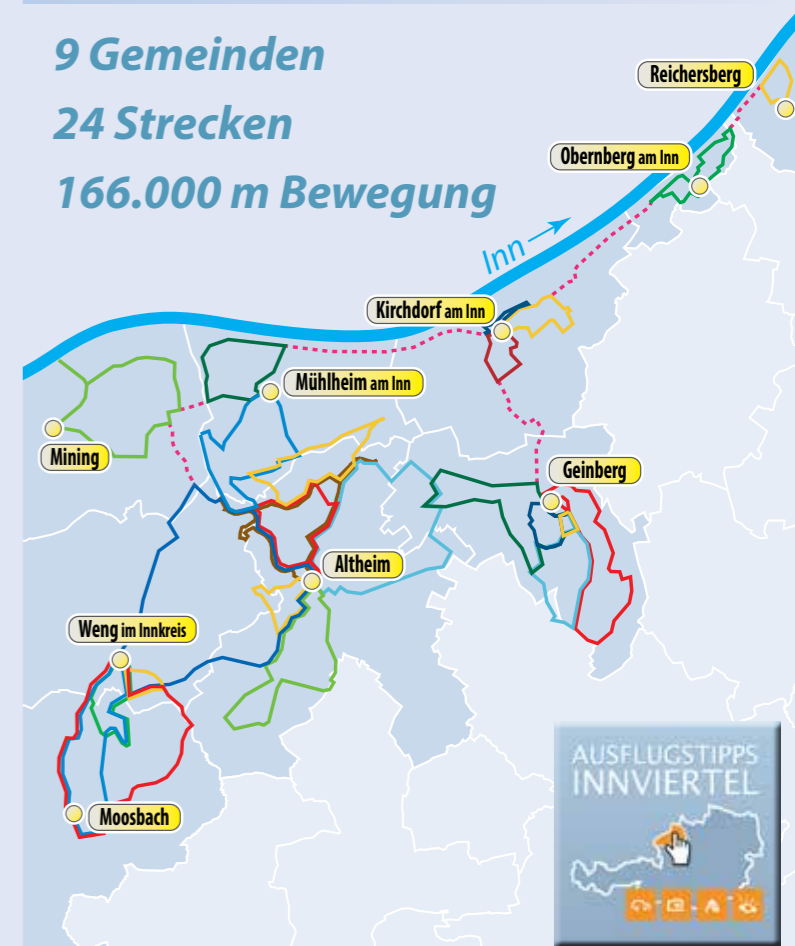 9 Gemeinden
24 Strecken
166.000 m Bewegung
Reichersberg
Obernberg am Inn
Inn
Kirchdorf am Inn
Mühlheim am Inn
Mining
Geinberg
Altheim
Weng im Innkreis
Moosbach
AUSFLUGSTIPPS
INNVIERTEL